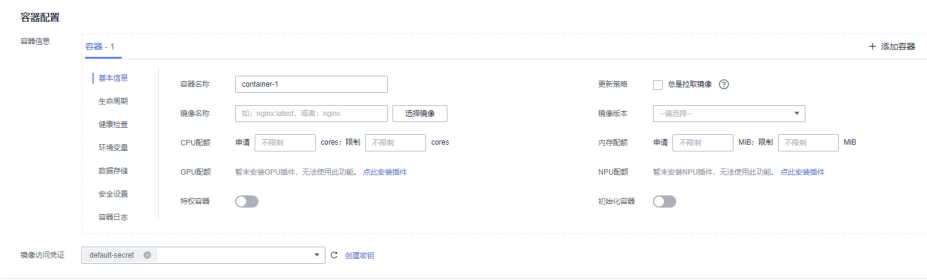 容器配置
容器信息
容器 - 1
＋ 添加容器
基本信息
生命周期
健康检查
环境变量
数据存储
安全设置
容器日志
容器名称 container-1 更新策略 总是拉取镜像 ?
镜像名称 如：nginx:latest、或者：nginx 选择镜像 镜像版本 --请选择--
CPU配额 申请 不限制 cores；限制 不限制 cores 内存配额 申请 不限制 MiB；限制 不限制 MiB
GPU配额 暂未安装GPU插件，无法使用此功能。 点此安装插件 NPU配额 暂未安装NPU插件，无法使用此功能。 点此安装插件
特权容器 初始化容器
镜像访问凭证 default-secret 创建密钥